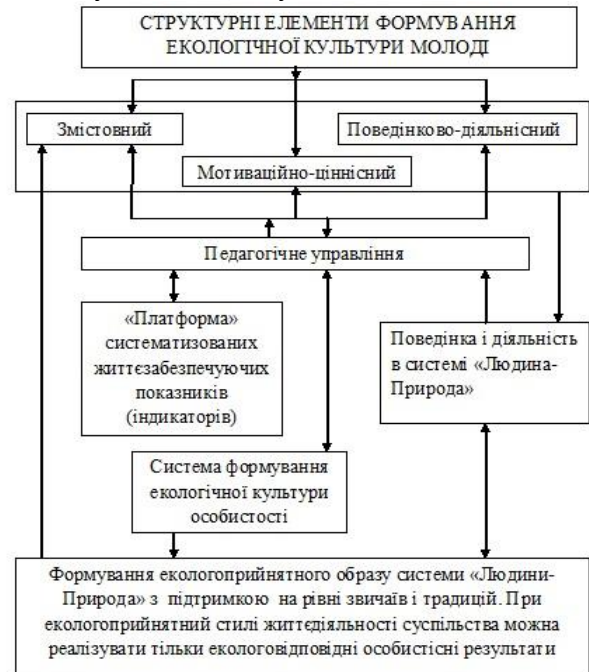 СТРУКТУРНІ ЕЛЕМЕНТИ ФОРМУВАННЯ
ЕКОЛОГІЧНОЇ КУЛЬТУРИ МОЛОДІ
Змістовний
Поведінково-діяльнісний
Мотиваційно-ціннісний
Педагогічне управління
«Платформа»
систематизованих
життєзабезпечуючих
показників
(індикаторів)
Поведінка і діяльність
в системі «Людина-
Природа»
Система формування
екологічної культури
особистості
Формування екологоприйнятного образу системи «Людини-
Природа» з підтримкою на рівні звичаїв і традицій. При
екологоприйнятний стилі життєдіяльності суспільства можна
реалізувати тільки екологовідповідні особистісні результати